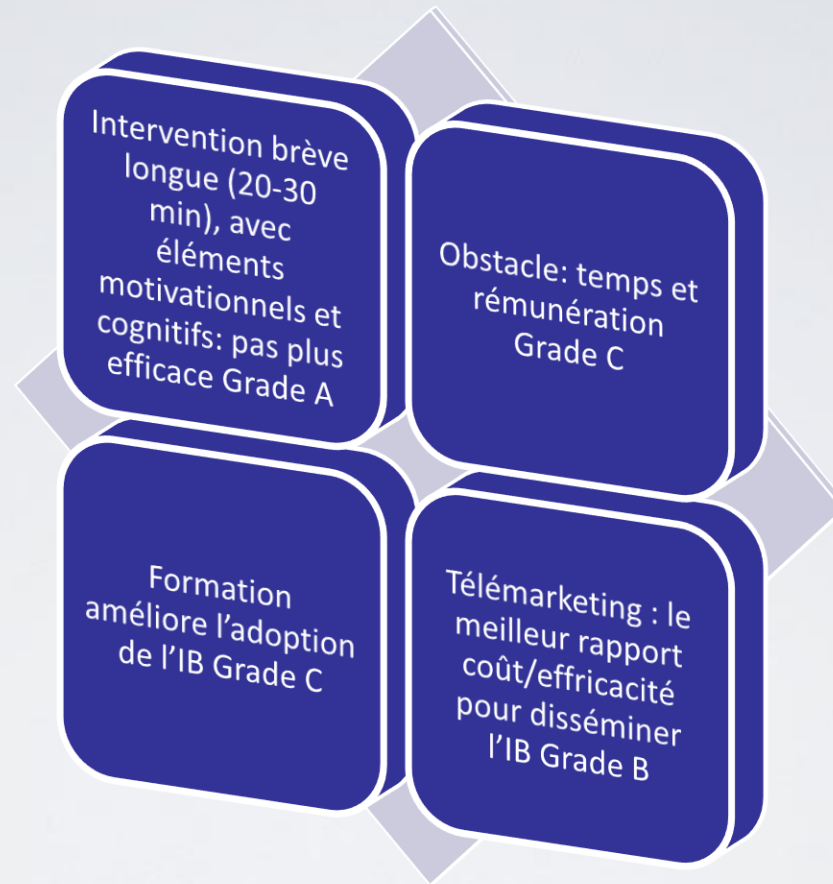 Intervention brève
longue (20-30
min), avec
éléments
motivationnels et
cognitifs: pas plus
efficace Grade A
Obstacle: temps et
rémunération
Grade C
Formation
améliore l’adoption
de l’IB Grade C
Télémarketing : le
meilleur rapport
coût/effricacité
pour disséminer
l’IB Grade B